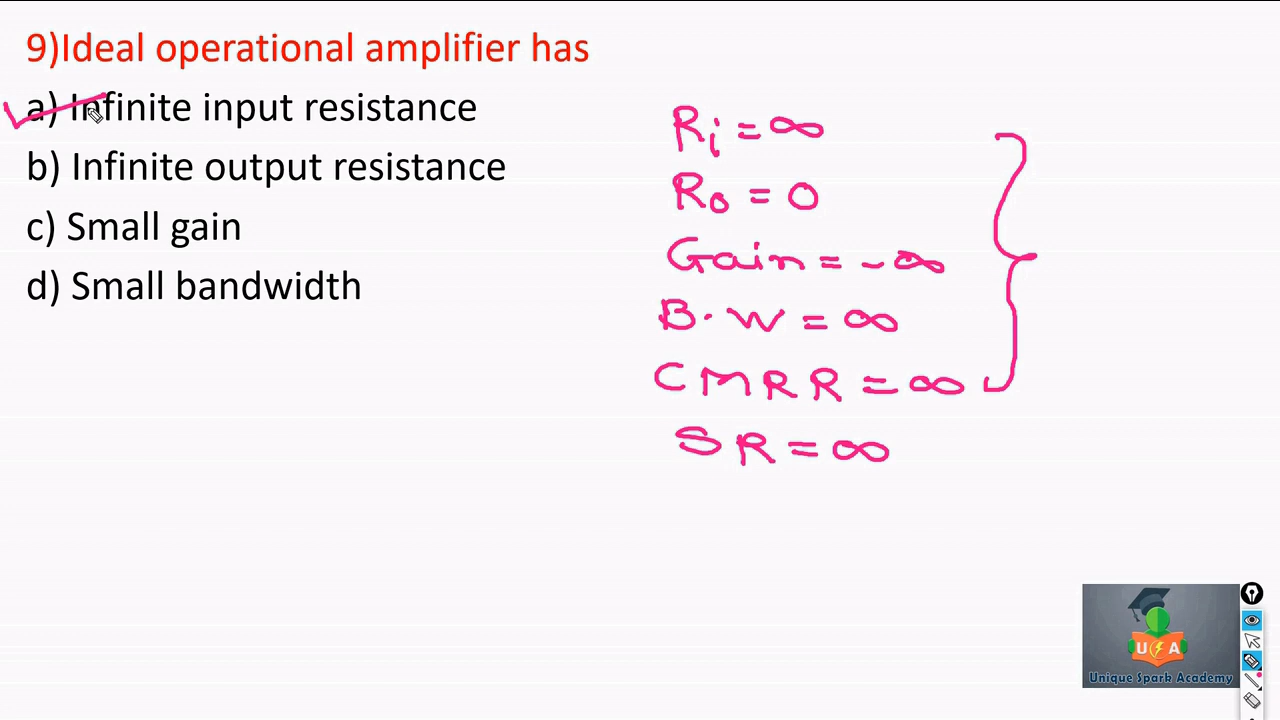 9)Ideal operational amplifier has
a) Infinite input resistance
b) Infinite output resistance
c) Small gain
d) Small bandwidth
Ri = ∞
Ro = 0
Gain = -∞
B.W = ∞
CMRR = ∞
SR = ∞
U A
Unique Spark Academy